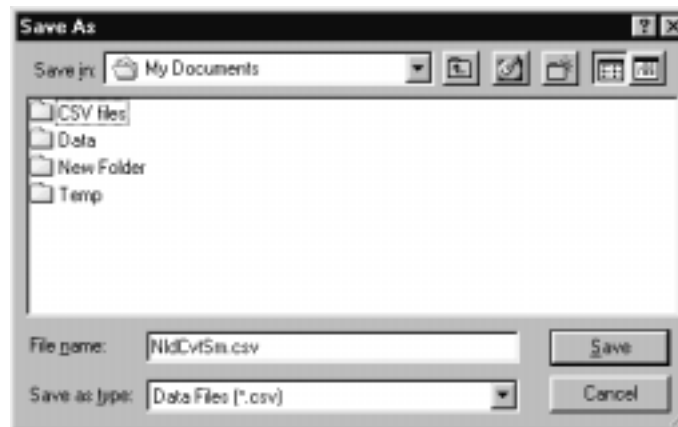 Save As
Save in: My Documents
CSV files
Data
New Folder
Temp
File name: NldCvtSm.csv
Save
Save as type: Data Files (*.csv)
Cancel